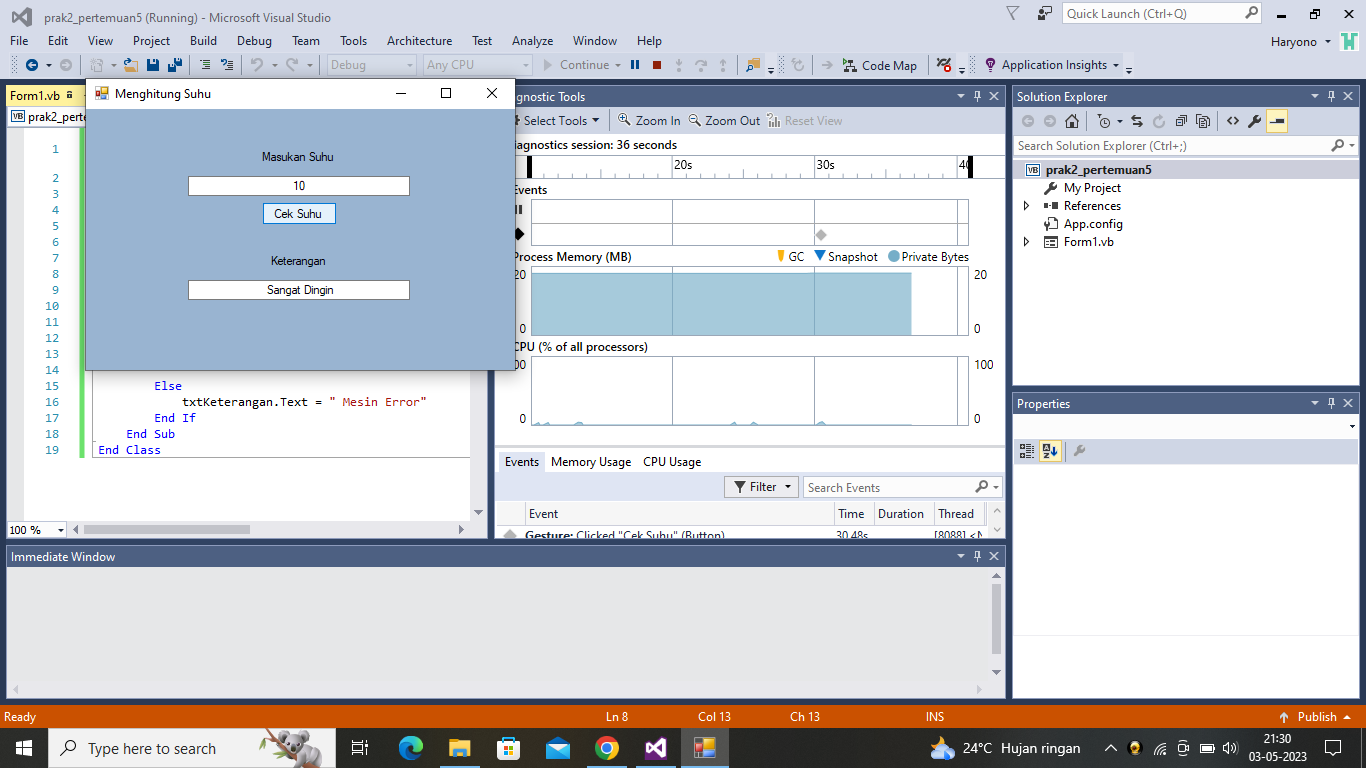 prak2_pertemuan5 (Running) - Microsoft Visual Studio
Quick Launch (Ctrl+Q)
File Edit View Project Build Debug Team Tools Architecture Test Analyze Window Help
Haryono
Debug Any CPU Continue Code Map Application Insights
Form1.vb
VB prak2_perte
Menghitung Suhu
Masukan Suhu
10
Cek Suhu
Keterangan
Sangat Dingin
1
2
3
4
5
6
7
8
9
10
11
12
13
14
15 Else
16 txtKeterangan.Text = " Mesin Error"
17 End If
18 End Sub
19 End Class
100 %
gnostic Tools
Select Tools Zoom In Zoom Out Reset View
iagnostics session: 36 seconds
20s 30s
Events
Process Memory (MB) GC Snapshot Private Bytes
20 20
0 0
CPU (% of all processors)
00 100
0 0
Events Memory Usage CPU Usage
Filter Search Events
Event Time Duration Thread
Gesture: Clicked "Cek Suhu" (Button) 30.48s [8088] <N
Solution Explorer
Search Solution Explorer (Ctrl+;)
VB prak2_pertemuan5
My Project
References
App.config
Form1.vb
Properties
Immediate Window
Ready Ln 8 Col 13 Ch 13 INS Publish
Type here to search
24°C Hujan ringan
21:30
03-05-2023